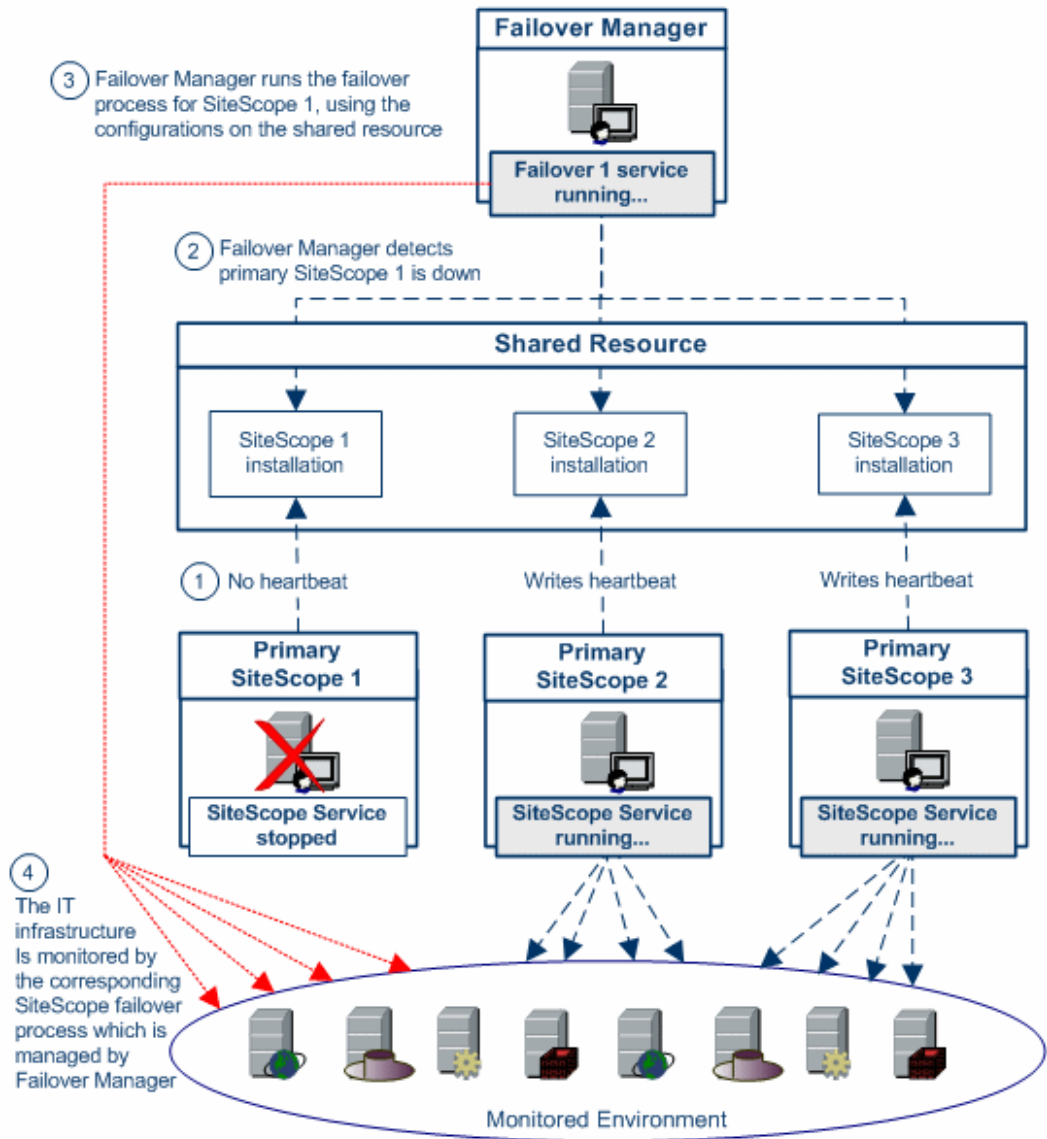 Failover Manager
3
Failover Manager runs the failover
process for SiteScope 1, using the
configurations on the shared resource
Failover 1 service
running...
2
Failover Manager detects
primary SiteScope 1 is down
Shared Resource
SiteScope 1
installation
SiteScope 2
installation
SiteScope 3
installation
1
No heartbeat
Writes heartbeat
Writes heartbeat
Primary
SiteScope 1
Primary
SiteScope 2
Primary
SiteScope 3
SiteScope Service
stopped
SiteScope Service
running...
SiteScope Service
running...
4
The IT
infrastructure
Is monitored by
the corresponding
SiteScope failover
process which is
managed by
Failover Manager
Monitored Environment